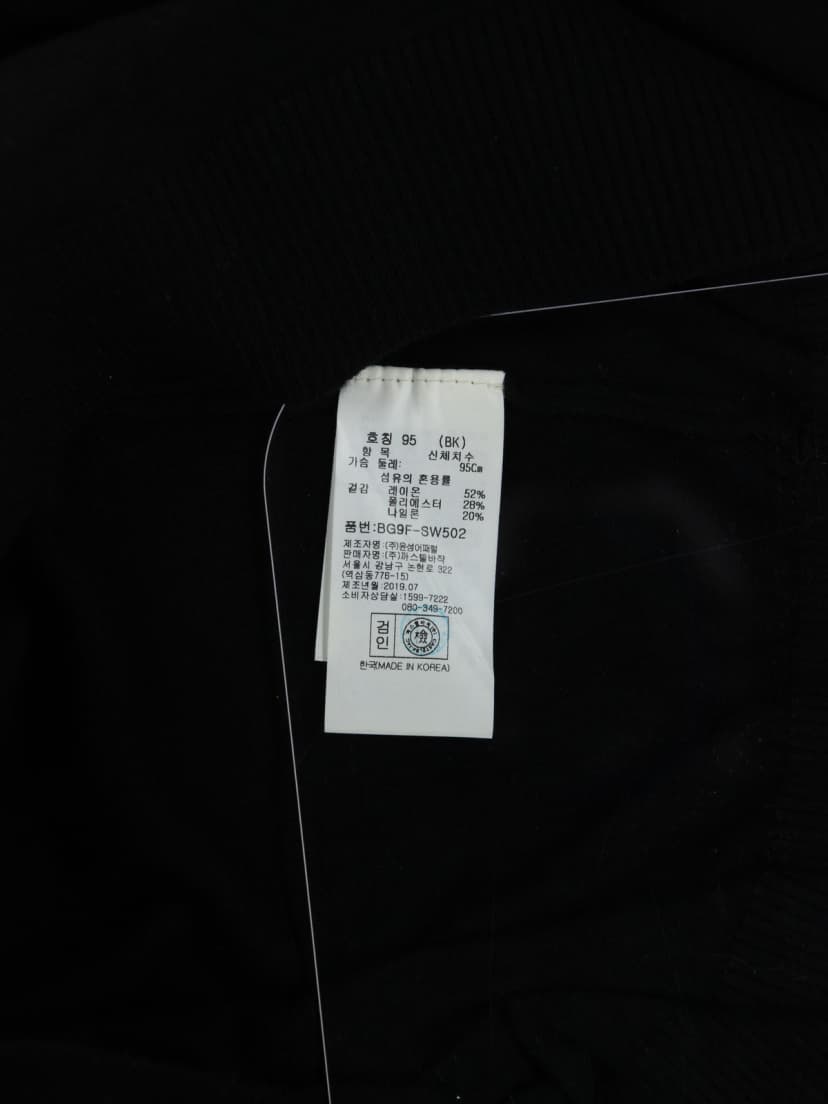 호칭 95 (BK)
항 목 신체치수
가슴 둘레: 95Cm
섬유의 혼용률
겉감 레이온 52%
폴리에스터 28%
나일론 20%
품번:BG9F-SW502
제조자명:(주)윤성어패럴
판매자명:(주)까스텔바작
서울시 강남구 논현로 322
(역삼동776-15)
제조년월:2019.07
소비자상담실:1599-7222
080-349-7200
검
인
한국(MADE IN KOREA)